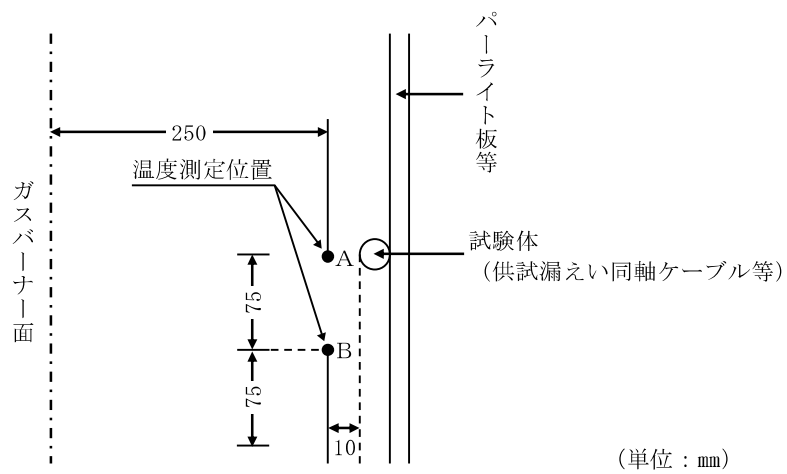 パーライト板等
250
温度測定位置
ガスバーナー面
A
試験体
（供試漏えい同軸ケーブル等）
75
B
75
10
（単位：mm）